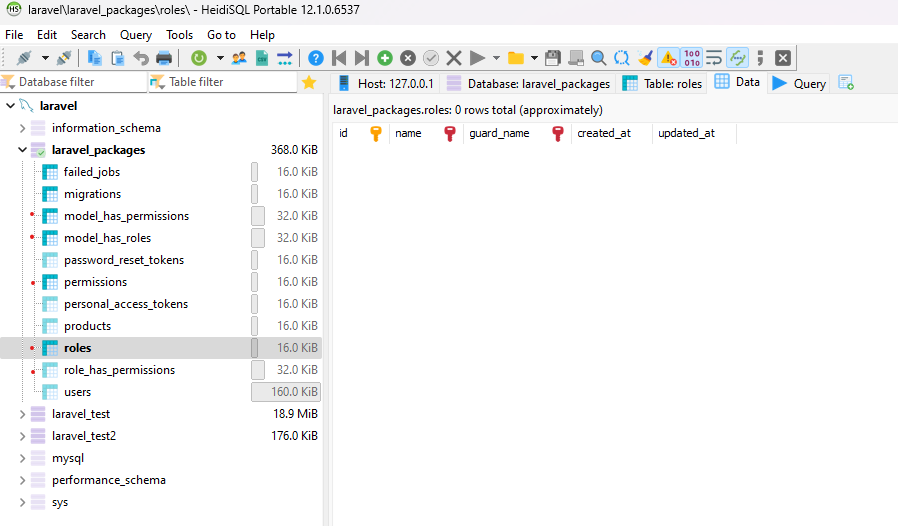 laravel\laravel_packages\roles\ - HeidiSQL Portable 12.1.0.6537
File Edit Search Query Tools Go to Help
Database filter Table filter
Host: 127.0.0.1 Database: laravel_packages Table: roles Data Query
laravel_packages.roles: 0 rows total (approximately)
id name guard_name created_at updated_at
laravel
information_schema
laravel_packages 368.0 KiB
failed_jobs 16.0 KiB
migrations 16.0 KiB
model_has_permissions 32.0 KiB
model_has_roles 32.0 KiB
password_reset_tokens 16.0 KiB
permissions 16.0 KiB
personal_access_tokens 16.0 KiB
products 16.0 KiB
roles 16.0 KiB
role_has_permissions 32.0 KiB
users 160.0 KiB
laravel_test 18.9 MiB
laravel_test2 176.0 KiB
mysql
performance_schema
sys